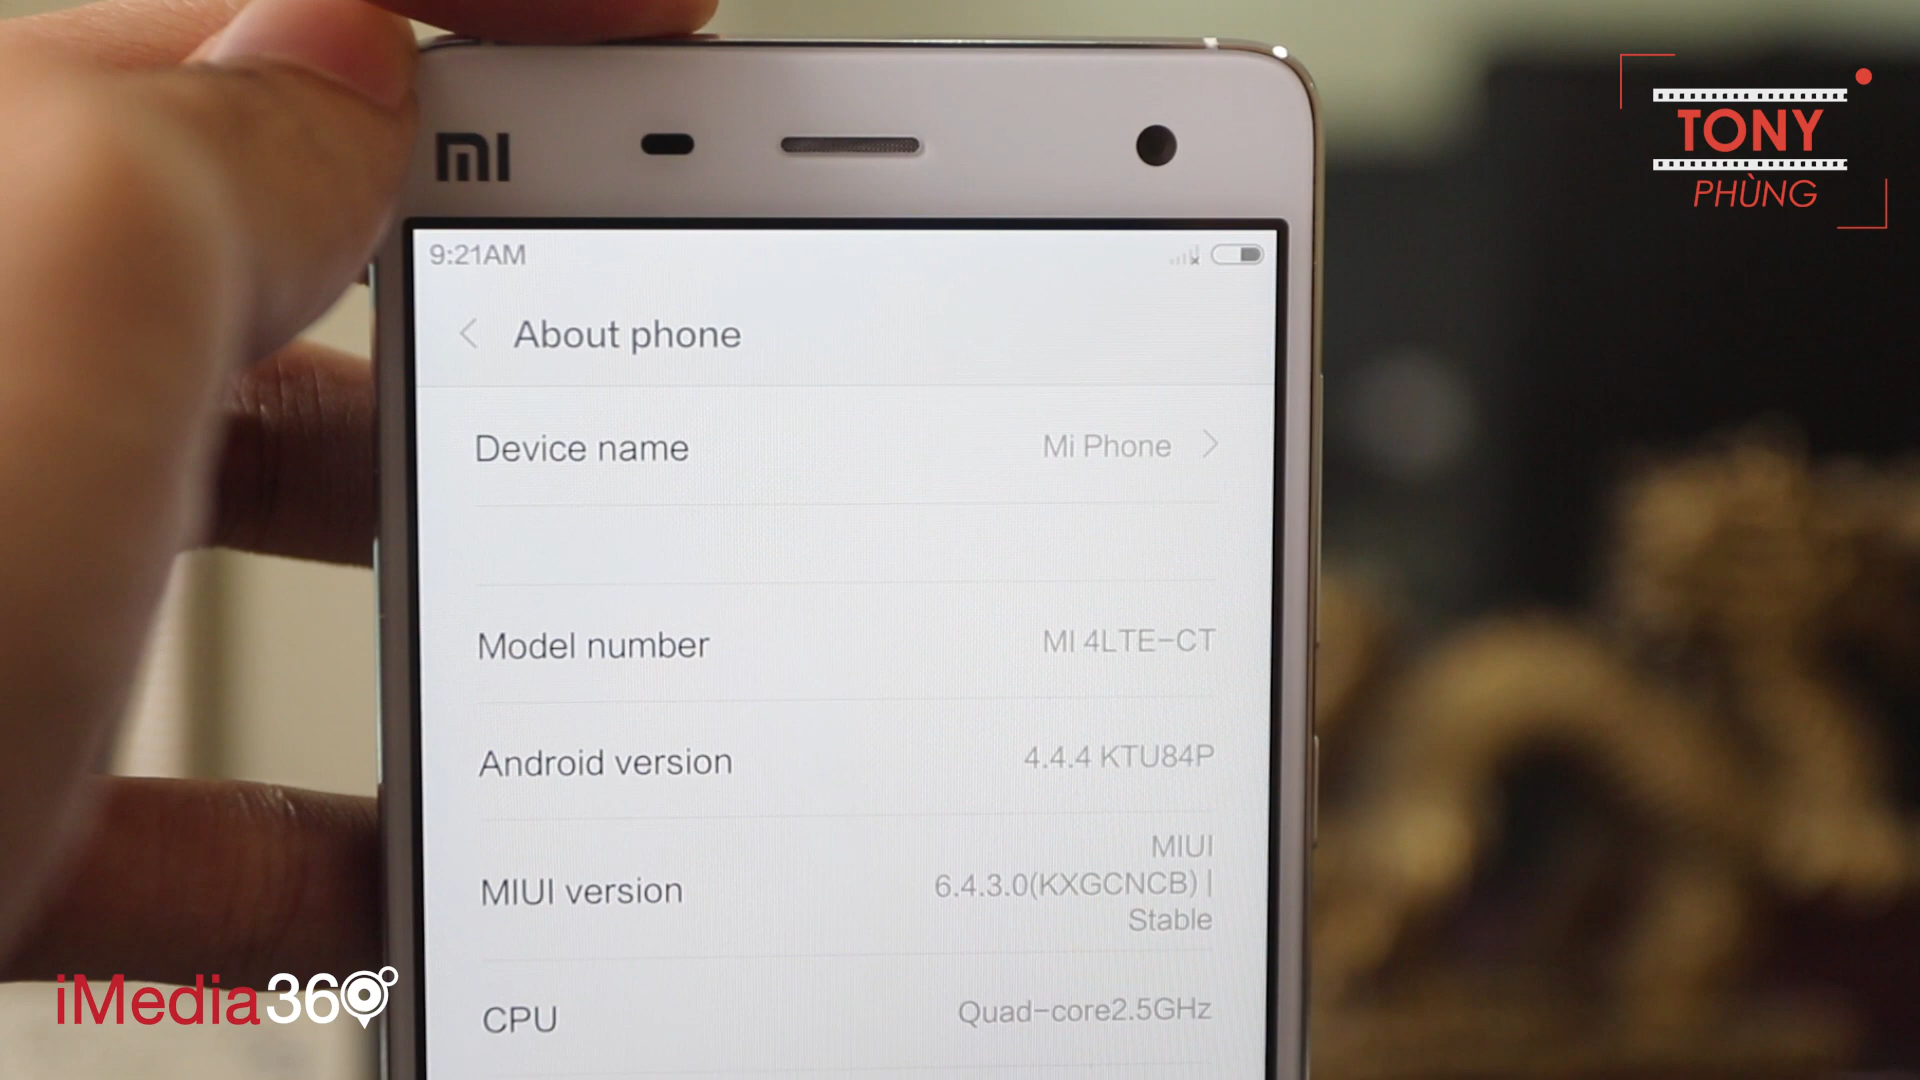 TONY
PHÙNG
mi
9:21AM
About phone
Device name Mi Phone
Model number MI 4LTE-CT
Android version 4.4.4 KTU84P
MIUI version MIUI
6.4.3.0(KXGCNCB) |
Stable
CPU Quad-core2.5GHz
iMedia360